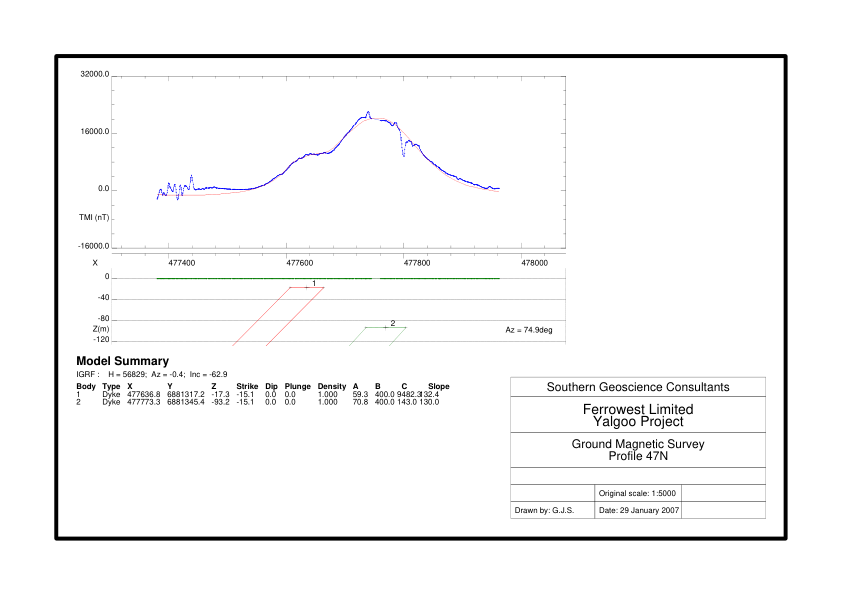 32000.0
16000.0
0.0
TMI (nT)
-16000.0
X 477400 477600 477800 478000
0
1
-40
-80
2
Z(m)
Az = 74.9deg
-120
Model Summary
IGRF : H = 56829; Az = -0.4; Inc = -62.9
Body Type X Y Z Strike Dip Plunge Density A B C Slope
1 Dyke 477636.8 6881317.2 -17.3 -15.1 0.0 0.0 1.000 59.3 400.0 9482.3 132.4
2 Dyke 477773.3 6881345.4 -93.2 -15.1 0.0 0.0 1.000 70.8 400.0 143.0 130.0
Southern Geoscience Consultants
Ferrowest Limited
Yalgoo Project
Ground Magnetic Survey
Profile 47N
Original scale: 1:5000
Drawn by: G.J.S. Date: 29 January 2007